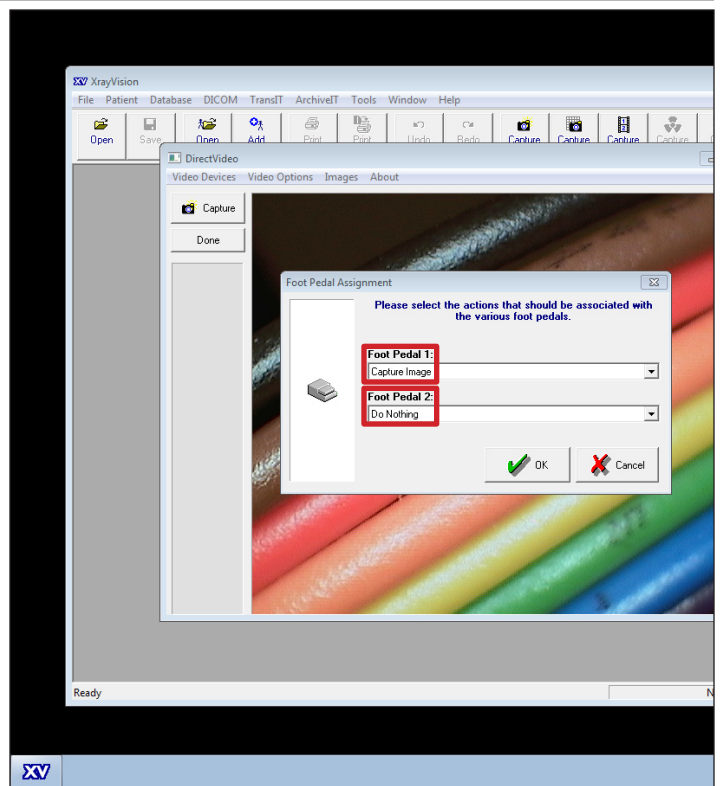 XV XrayVision
File Patient Database DICOM TransIT ArchiveIT Tools Window Help
Open Save Open Add Print Print Undo Redo Capture Capture Capture Capture
DirectVideo
Video Devices Video Options Images About
Capture
Done
Foot Pedal Assignment
Please select the actions that should be associated with
the various foot pedals.
Foot Pedal 1:
Capture Image
Foot Pedal 2:
Do Nothing
OK Cancel
Ready N
XV